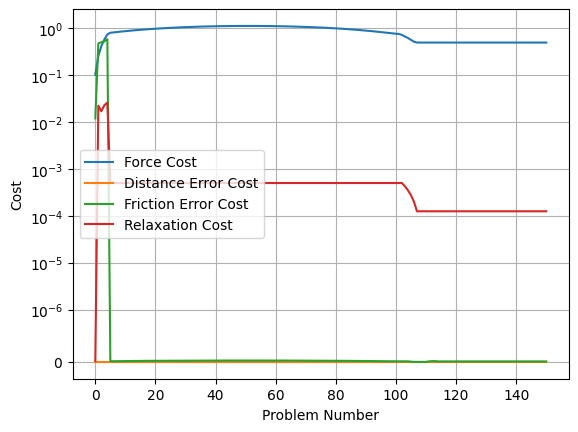 10⁰
10⁻¹
10⁻²
10⁻³
10⁻⁴
10⁻⁵
10⁻⁶
0
Cost
Force Cost
Distance Error Cost
Friction Error Cost
Relaxation Cost
0 20 40 60 80 100 120 140
Problem Number